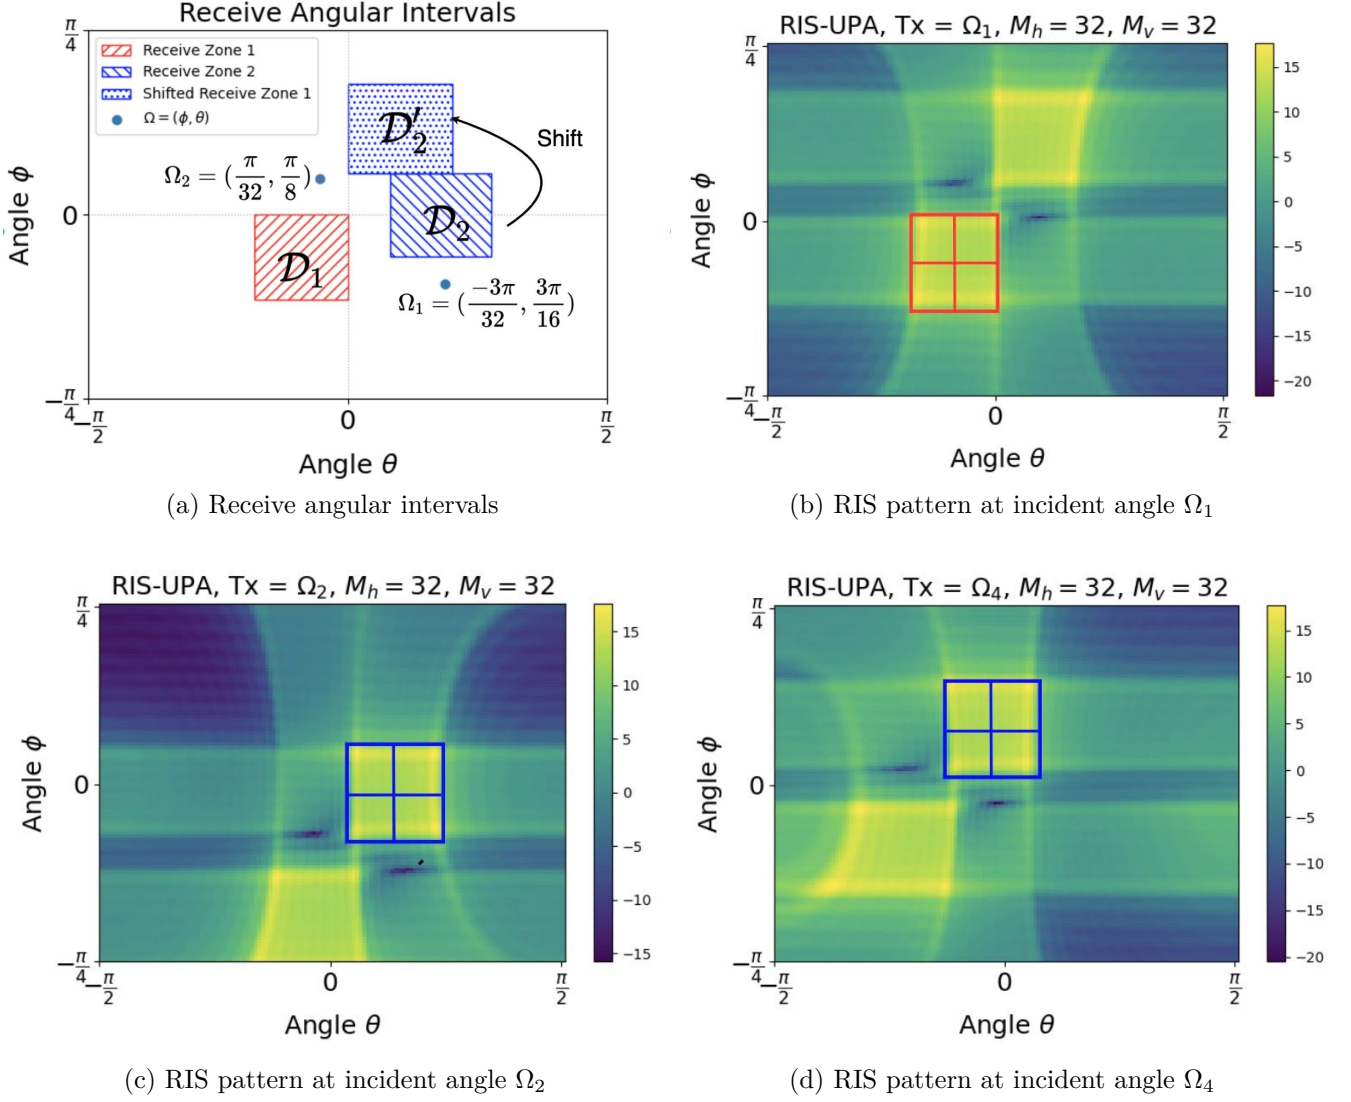 Receive Angular Intervals
π/4
Receive Zone 1
Receive Zone 2
Shifted Receive Zone 1
Ω = (ϕ, θ)
𝒟′₂
Shift
Ω₂ = (π/32, π/8)
Angle ϕ
0
𝒟₂
𝒟₁
Ω₁ = (−3π/32, 3π/16)
−π/4
−π/2
0
π/2
Angle θ
(a) Receive angular intervals
RIS-UPA, Tx = Ω₁, Mₕ = 32, Mᵥ = 32
π/4
Angle ϕ
0
−π/4
−π/2
0
π/2
Angle θ
15
10
5
0
−5
−10
−15
−20
(b) RIS pattern at incident angle Ω₁
RIS-UPA, Tx = Ω₂, Mₕ = 32, Mᵥ = 32
π/4
Angle ϕ
0
−π/4
−π/2
0
π/2
Angle θ
15
10
5
0
−5
−10
−15
(c) RIS pattern at incident angle Ω₂
RIS-UPA, Tx = Ω₄, Mₕ = 32, Mᵥ = 32
π/4
Angle ϕ
0
−π/4
−π/2
0
π/2
Angle θ
15
10
5
0
−5
−10
−15
−20
(d) RIS pattern at incident angle Ω₄